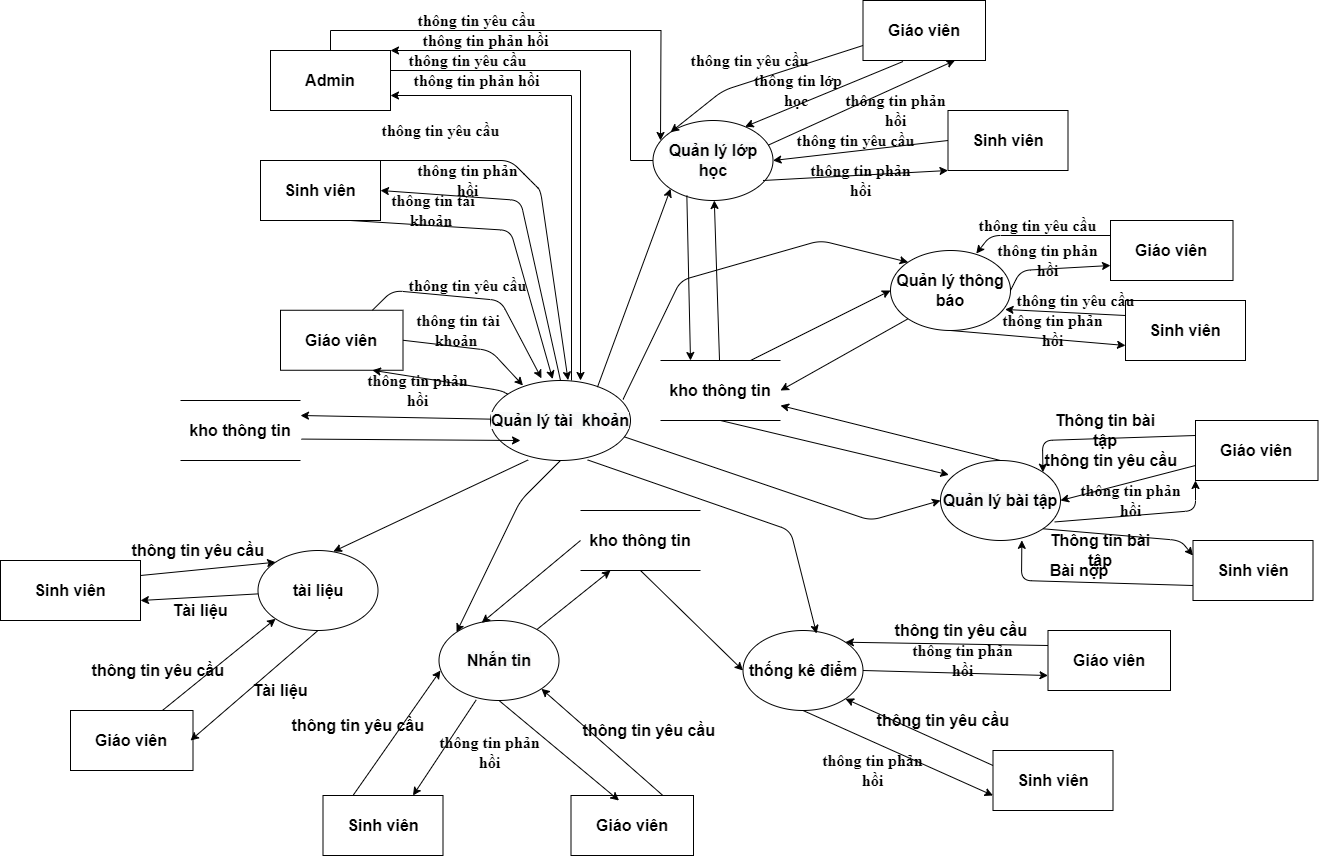 thông tin yêu cầu
thông tin phản hồi
thông tin yêu cầu
thông tin phản hồi
Admin
Giáo viên
thông tin yêu cầu
thông tin lớp
học
thông tin phản
hồi
Quản lý lớp
học
thông tin yêu cầu
thông tin phản
hồi
Sinh viên
thông tin yêu cầu
Sinh viên
thông tin phản
hồi
thông tin tài
khoản
thông tin yêu cầu
thông tin phản
hồi
Giáo viên
Quản lý thông
báo
thông tin yêu cầu
thông tin phản
hồi
Sinh viên
thông tin yêu cầu
Giáo viên
thông tin tài
khoản
thông tin phản
hồi
kho thông tin
Quản lý tài khoản
kho thông tin
Thông tin bài
tập
thông tin yêu cầu
thông tin phản
hồi
Giáo viên
Quản lý bài tập
Thông tin bài
tập
Bài nộp
Sinh viên
kho thông tin
thông tin yêu cầu
Sinh viên
Tài liệu
tài liệu
thông tin yêu cầu
Tài liệu
Giáo viên
Nhắn tin
thông tin yêu cầu
thông tin phản
hồi
thông tin yêu cầu
Sinh viên
Giáo viên
thống kê điểm
thông tin yêu cầu
thông tin phản
hồi
Giáo viên
thông tin yêu cầu
thông tin phản
hồi
Sinh viên